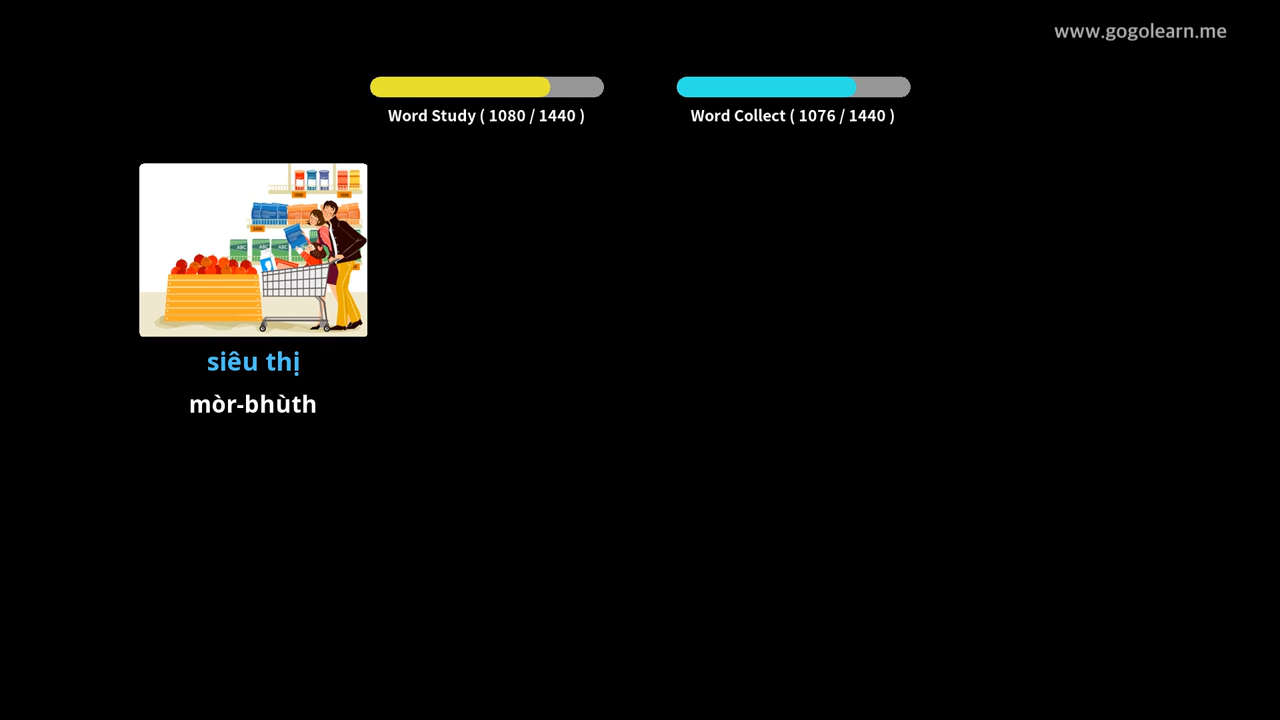 www.gogolearn.me
Word Study ( 1080 / 1440 )
Word Collect ( 1076 / 1440 )
siêu thị
mòr-bhùth